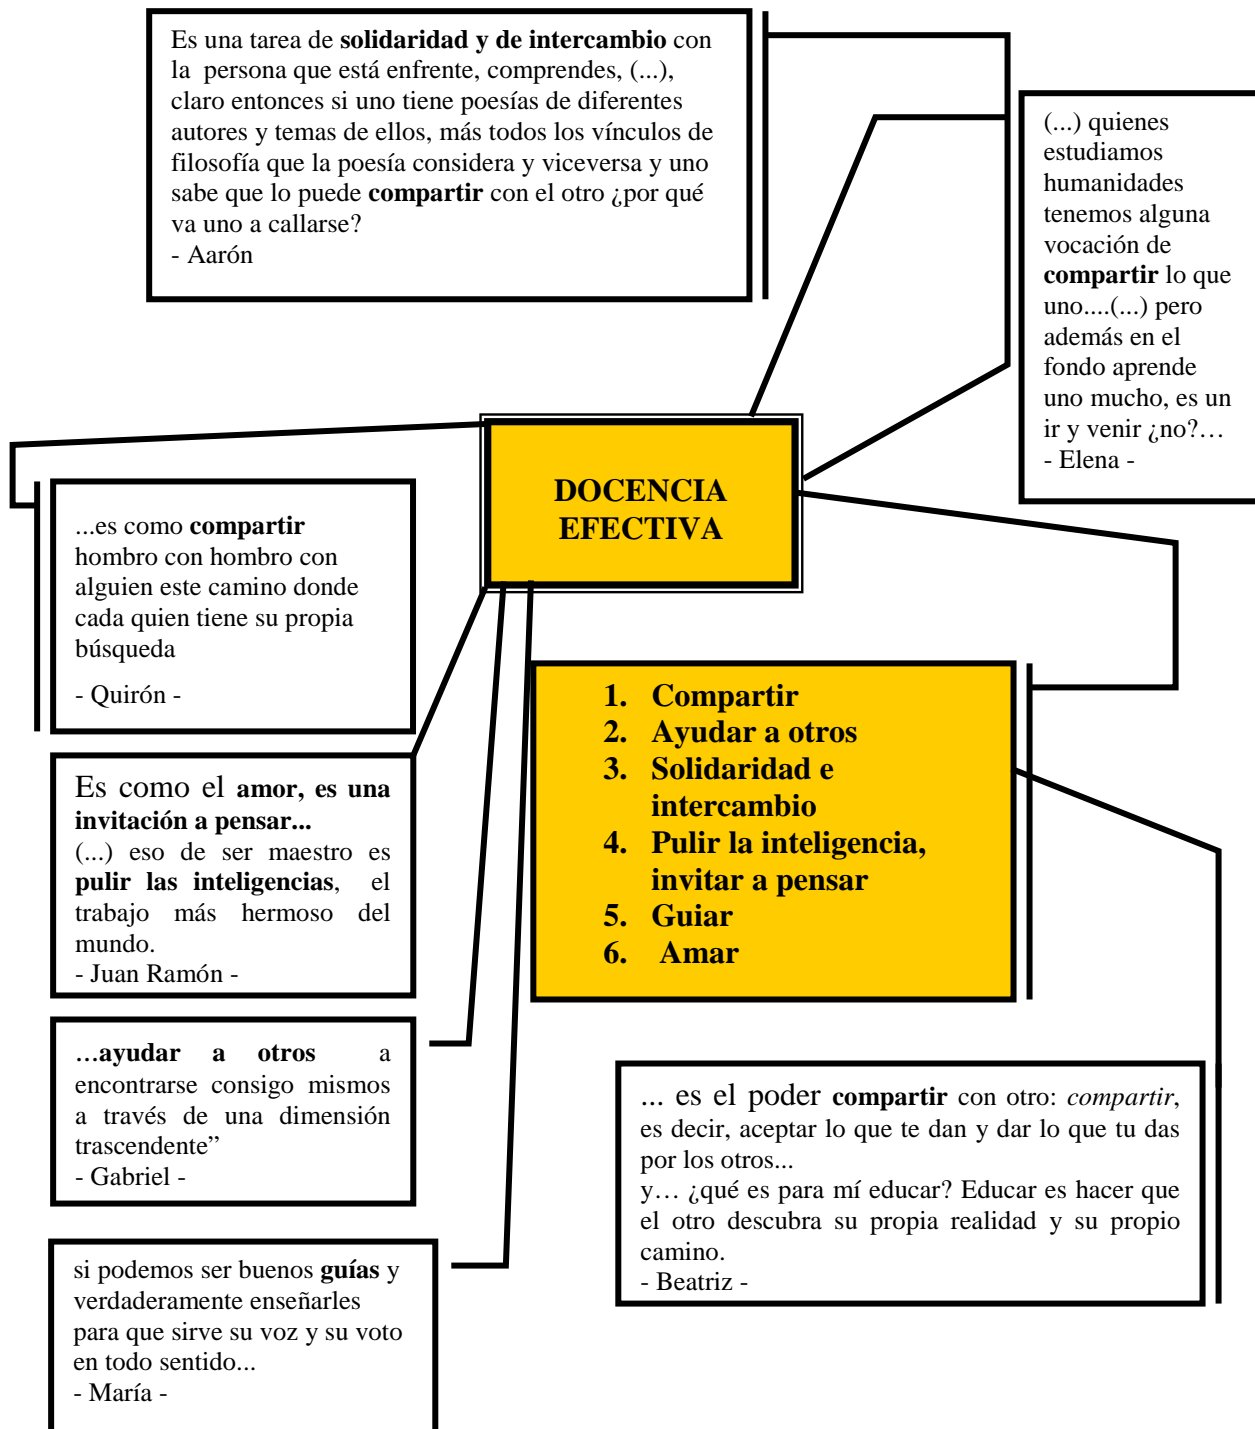 Es una tarea de solidaridad y de intercambio con
la persona que está enfrente, comprendes, (...),
claro entonces si uno tiene poesías de diferentes
autores y temas de ellos, más todos los vínculos de
filosofía que la poesía considera y viceversa y uno
sabe que lo puede compartir con el otro ¿por qué
va uno a callarse?
- Aarón
(...) quienes
estudiamos
humanidades
tenemos alguna
vocación de
compartir lo que
uno....(...) pero
además en el
fondo aprende
uno mucho, es un
ir y venir ¿no?…
- Elena -
DOCENCIA
EFECTIVA
...es como compartir
hombro con hombro con
alguien este camino donde
cada quien tiene su propia
búsqueda
- Quirón -
1. Compartir
2. Ayudar a otros
3. Solidaridad e
intercambio
4. Pulir la inteligencia,
invitar a pensar
5. Guiar
6. Amar
Es como el amor, es una
invitación a pensar...
(...) eso de ser maestro es
pulir las inteligencias, el
trabajo más hermoso del
mundo.
- Juan Ramón -
…ayudar a otros a
encontrarse consigo mismos
a través de una dimensión
trascendente”
- Gabriel -
... es el poder compartir con otro: compartir,
es decir, aceptar lo que te dan y dar lo que tu das
por los otros...
y… ¿qué es para mí educar? Educar es hacer que
el otro descubra su propia realidad y su propio
camino.
- Beatriz -
si podemos ser buenos guías y
verdaderamente enseñarles
para que sirve su voz y su voto
en todo sentido...
- María -